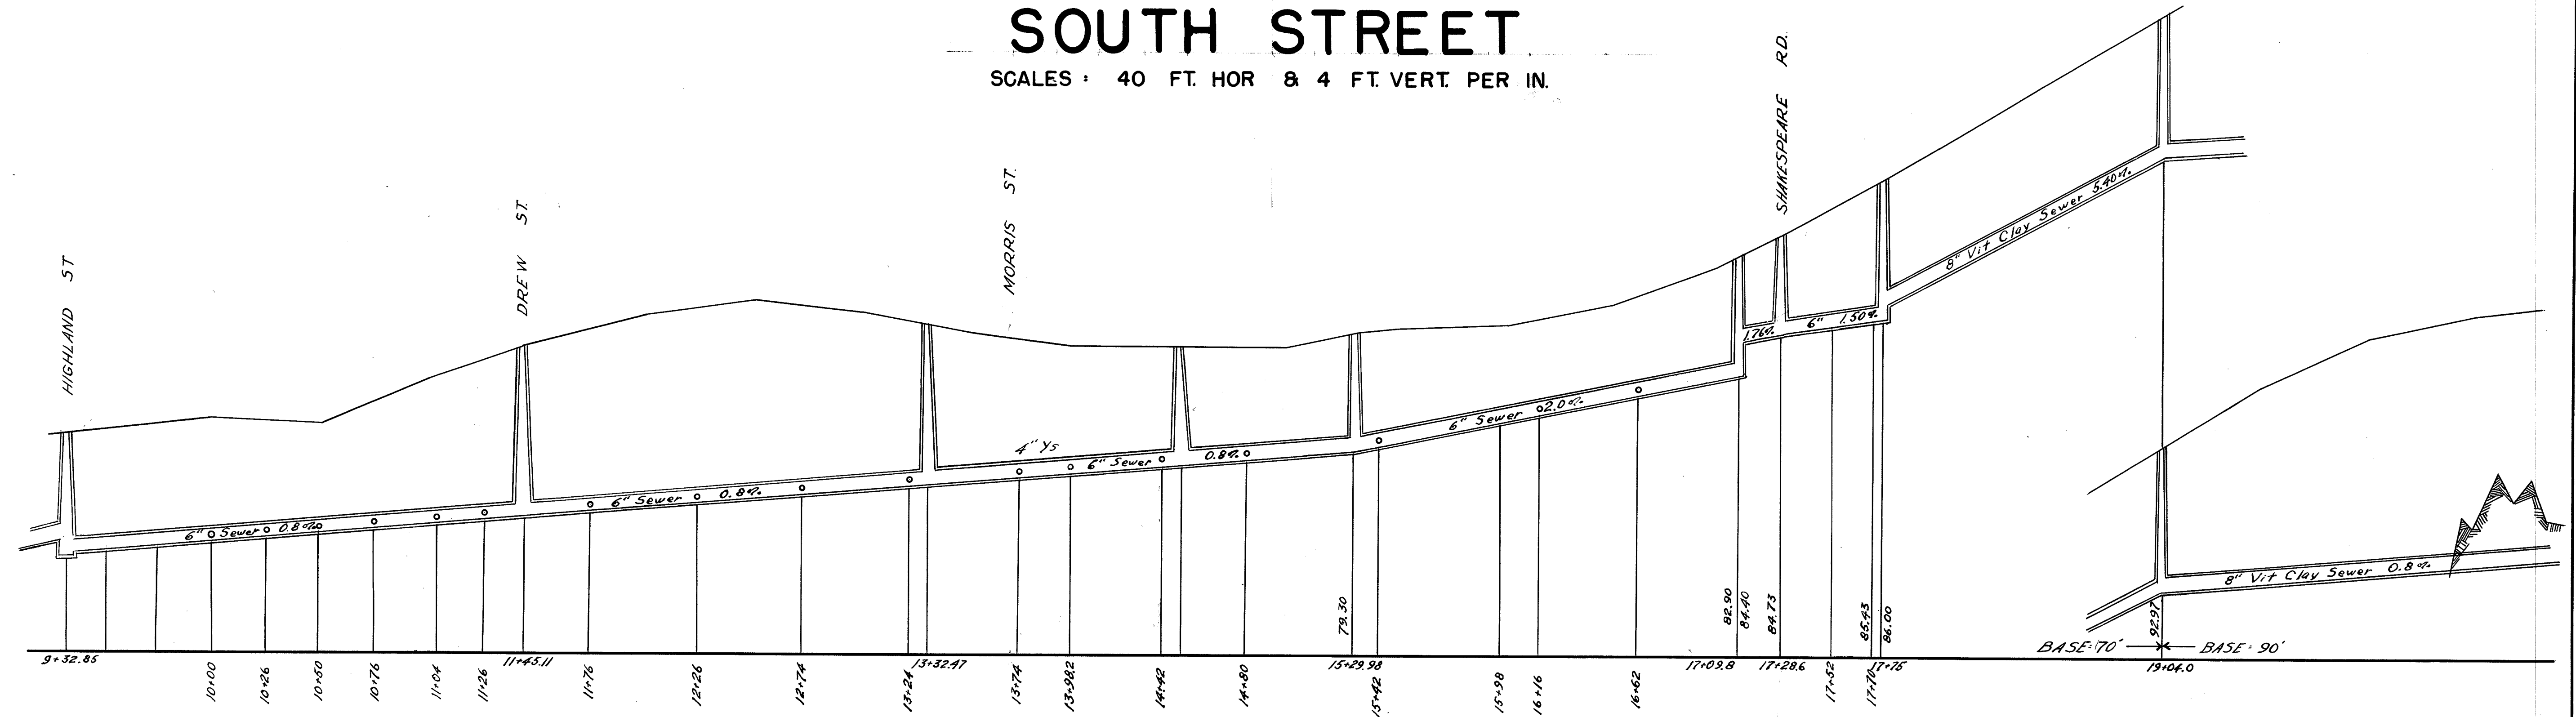 SOUTH STREET
SCALES : 40 FT. HOR & 4 FT. VERT. PER IN.
HIGHLAND ST
DREW ST.
MORRIS ST.
SHAKESPEARE RD.
6" Sewer 0.8%
6" Sewer 0.8%
4" Ys
6" Sewer 0.8%
6" Sewer 2.0%
1.76%
6" 1.50%
8" Vit Clay Sewer 5.40%
8" Vit Clay Sewer 0.8%
79.30
82.90
84.40
84.73
85.43
86.00
92.97
BASE=70'
BASE=90'
9+32.85
10+00
10+26
10+50
10+76
11+04
11+26
11+45.11
11+76
12+26
12+74
13+24
13+32.47
13+74
13+98.2
14+42
14+80
15+29.98
15+42
15+98
16+16
16+62
17+09.8
17+28.6
17+52
17+70
17+75
19+04.0